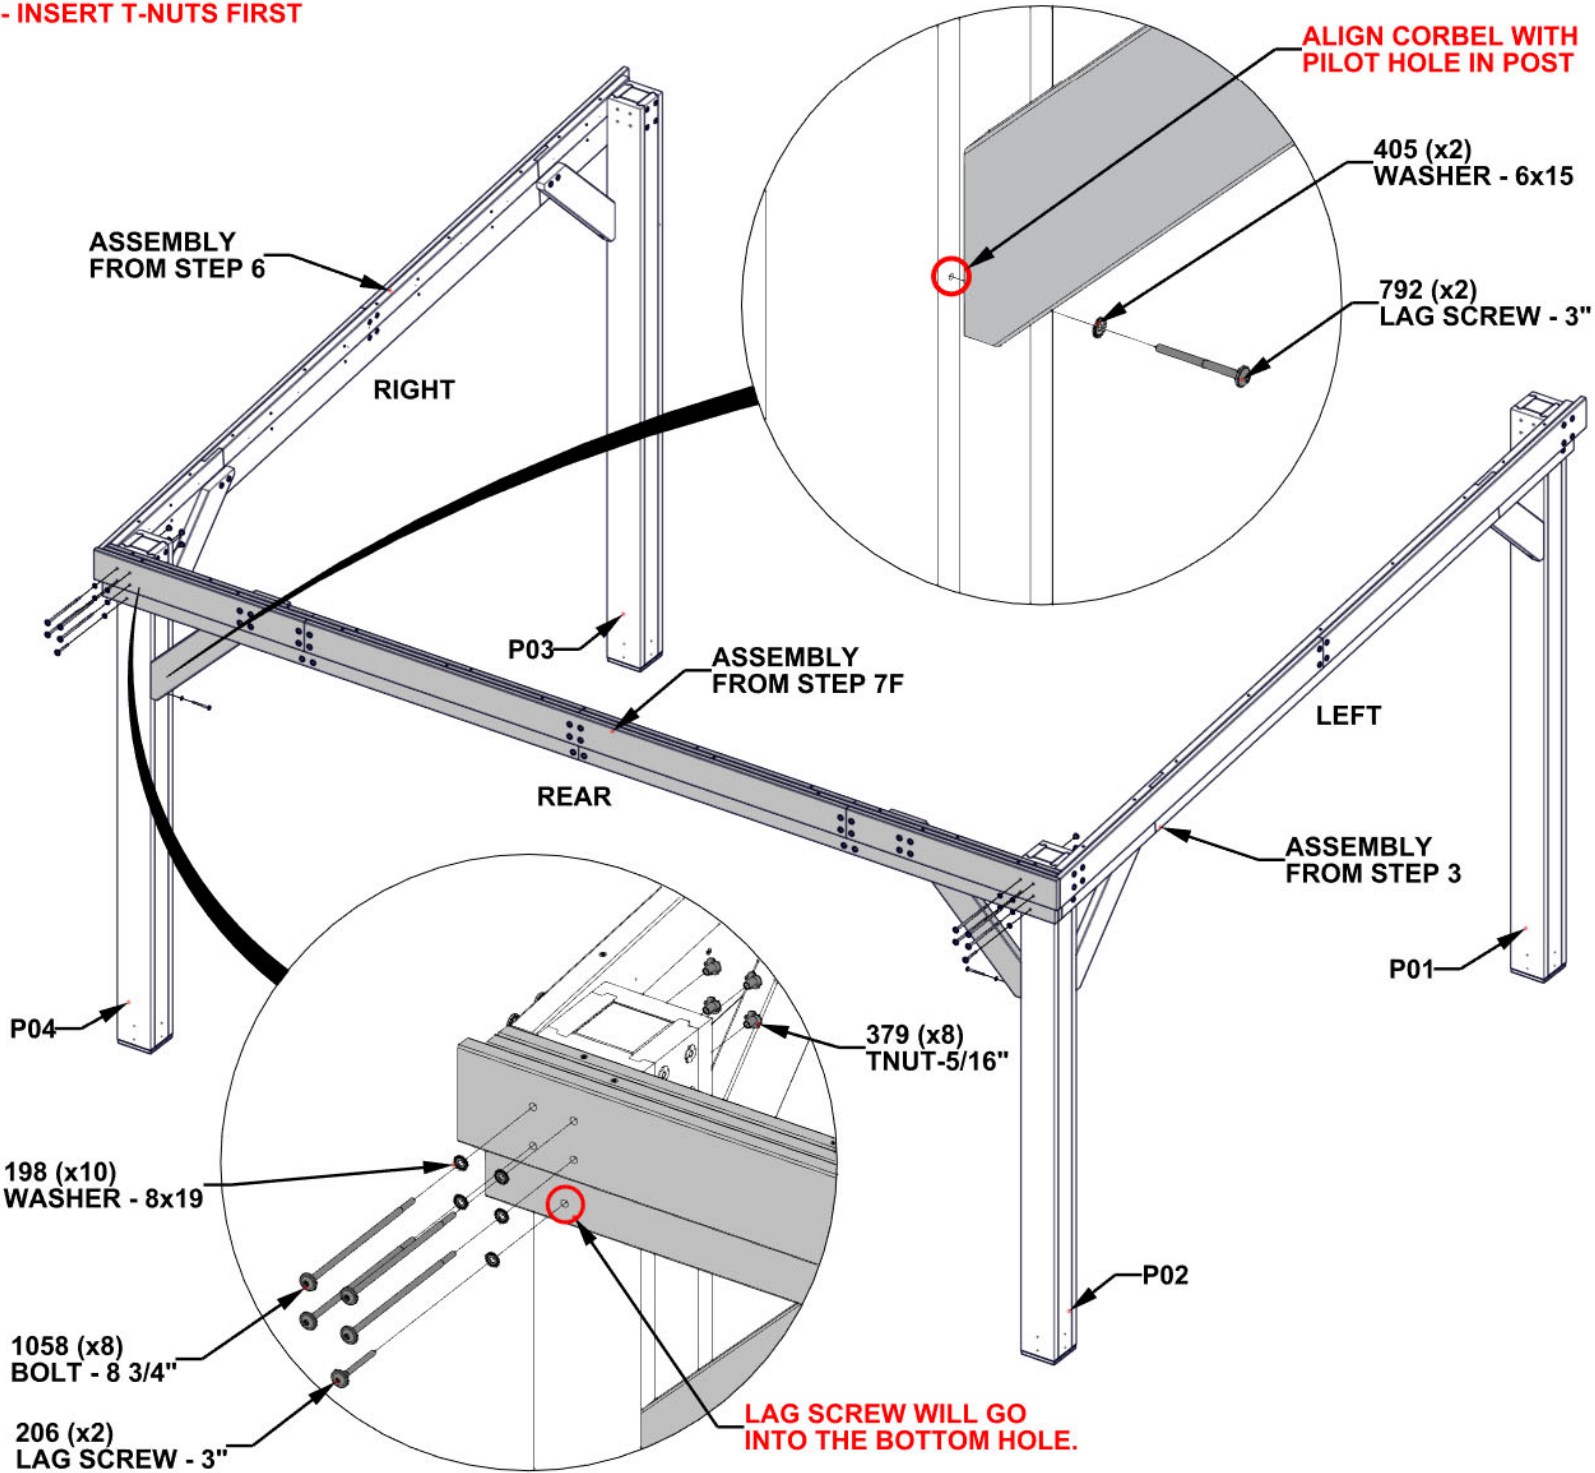 - INSERT T-NUTS FIRST
ALIGN CORBEL WITH
PILOT HOLE IN POST
405 (x2)
WASHER - 6x15
792 (x2)
LAG SCREW - 3"
ASSEMBLY
FROM STEP 6
RIGHT
P03
ASSEMBLY
FROM STEP 7F
REAR
LEFT
ASSEMBLY
FROM STEP 3
P01
P04
379 (x8)
TNUT-5/16"
198 (x10)
WASHER - 8x19
P02
1058 (x8)
BOLT - 8 3/4"
206 (x2)
LAG SCREW - 3"
LAG SCREW WILL GO
INTO THE BOTTOM HOLE.